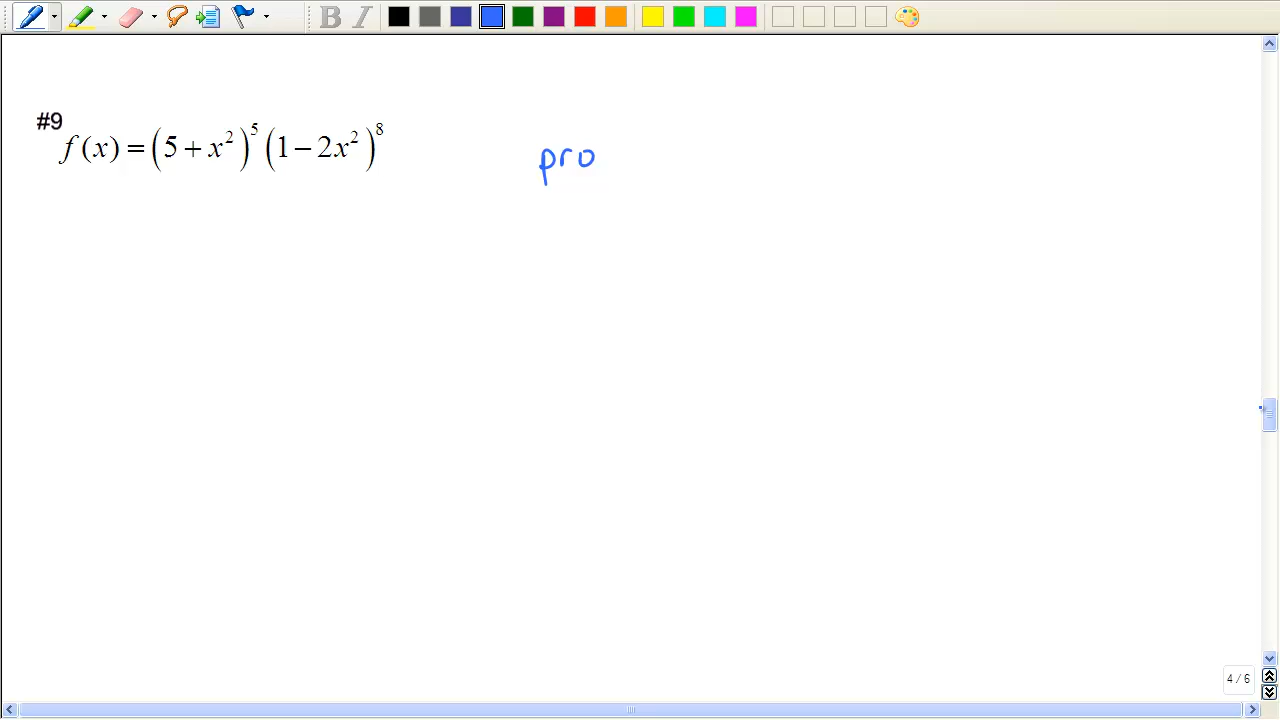 B I
#9
f(x) = (5 + x²)⁵ (1 − 2x²)⁸
pro
4 / 6